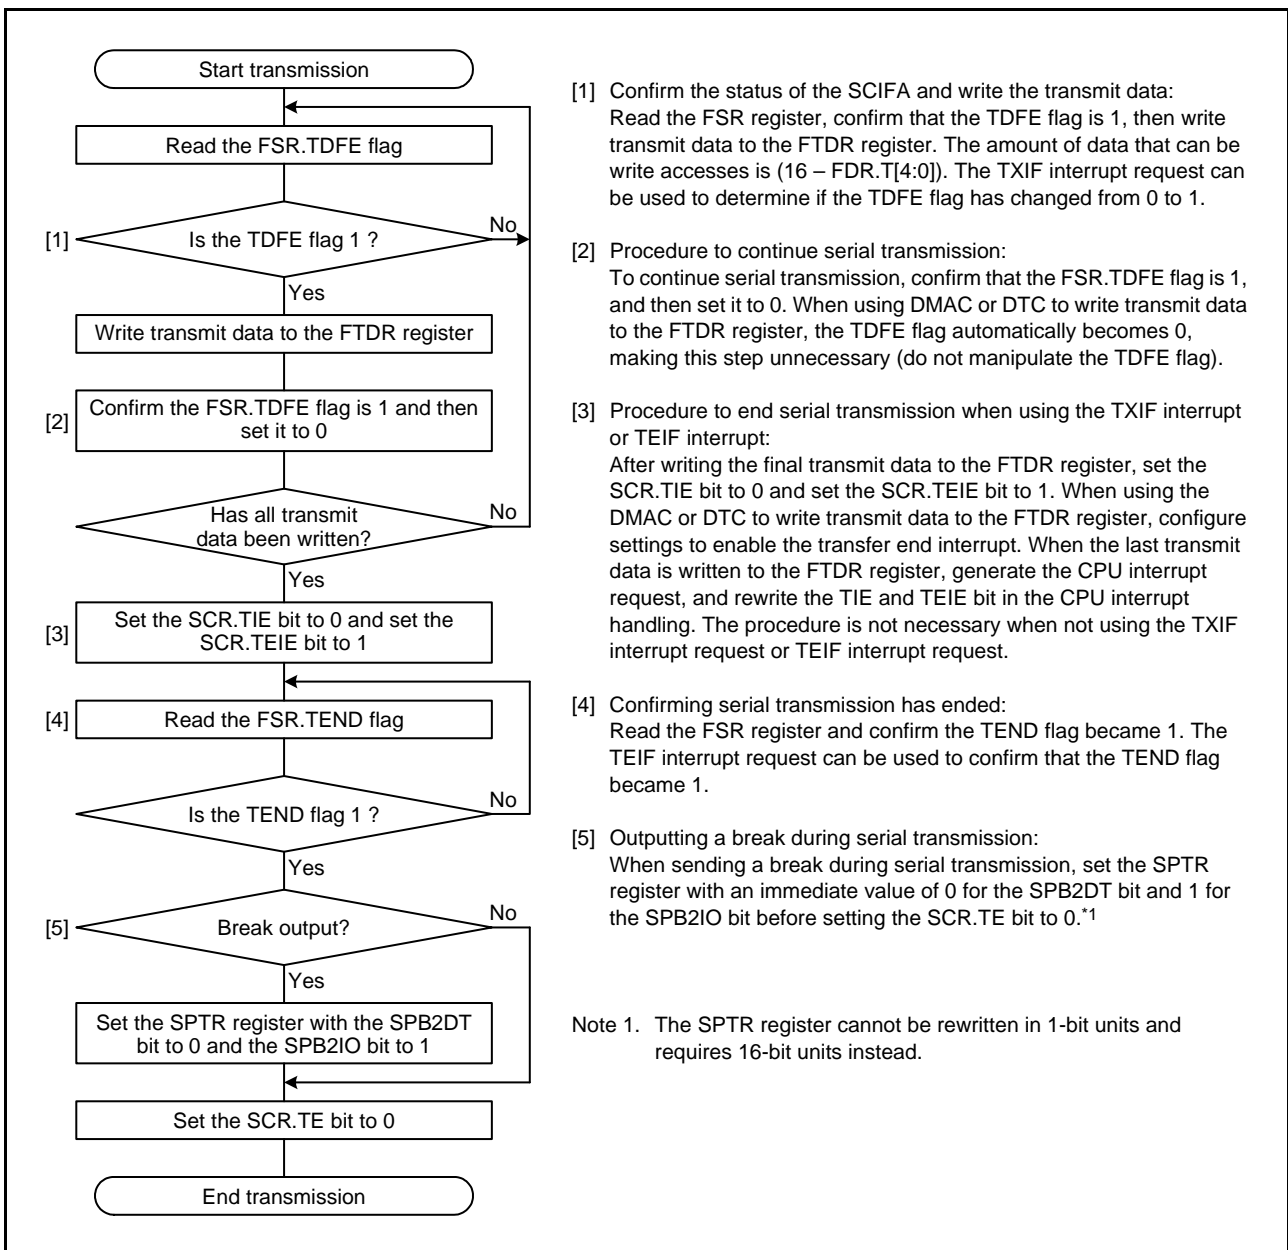 Start transmission
Read the FSR.TDFE flag
[1]
Is the TDFE flag 1 ?
No
Yes
Write transmit data to the FTDR register
[2]
Confirm the FSR.TDFE flag is 1 and then
set it to 0
Has all transmit
data been written?
No
Yes
[3]
Set the SCR.TIE bit to 0 and set the
SCR.TEIE bit to 1
[4]
Read the FSR.TEND flag
Is the TEND flag 1 ?
No
Yes
[5]
Break output?
No
Yes
Set the SPTR register with the SPB2DT
bit to 0 and the SPB2IO bit to 1
Set the SCR.TE bit to 0
End transmission
[1] Confirm the status of the SCIFA and write the transmit data:
Read the FSR register, confirm that the TDFE flag is 1, then write
transmit data to the FTDR register. The amount of data that can be
write accesses is (16 – FDR.T[4:0]). The TXIF interrupt request can
be used to determine if the TDFE flag has changed from 0 to 1.
[2] Procedure to continue serial transmission:
To continue serial transmission, confirm that the FSR.TDFE flag is 1,
and then set it to 0. When using DMAC or DTC to write transmit data
to the FTDR register, the TDFE flag automatically becomes 0,
making this step unnecessary (do not manipulate the TDFE flag).
[3] Procedure to end serial transmission when using the TXIF interrupt
or TEIF interrupt:
After writing the final transmit data to the FTDR register, set the
SCR.TIE bit to 0 and set the SCR.TEIE bit to 1. When using the
DMAC or DTC to write transmit data to the FTDR register, configure
settings to enable the transfer end interrupt. When the last transmit
data is written to the FTDR register, generate the CPU interrupt
request, and rewrite the TIE and TEIE bit in the CPU interrupt
handling. The procedure is not necessary when not using the TXIF
interrupt request or TEIF interrupt request.
[4] Confirming serial transmission has ended:
Read the FSR register and confirm the TEND flag became 1. The
TEIF interrupt request can be used to confirm that the TEND flag
became 1.
[5] Outputting a break during serial transmission:
When sending a break during serial transmission, set the SPTR
register with an immediate value of 0 for the SPB2DT bit and 1 for
the SPB2IO bit before setting the SCR.TE bit to 0.*1
Note 1. The SPTR register cannot be rewritten in 1-bit units and
requires 16-bit units instead.